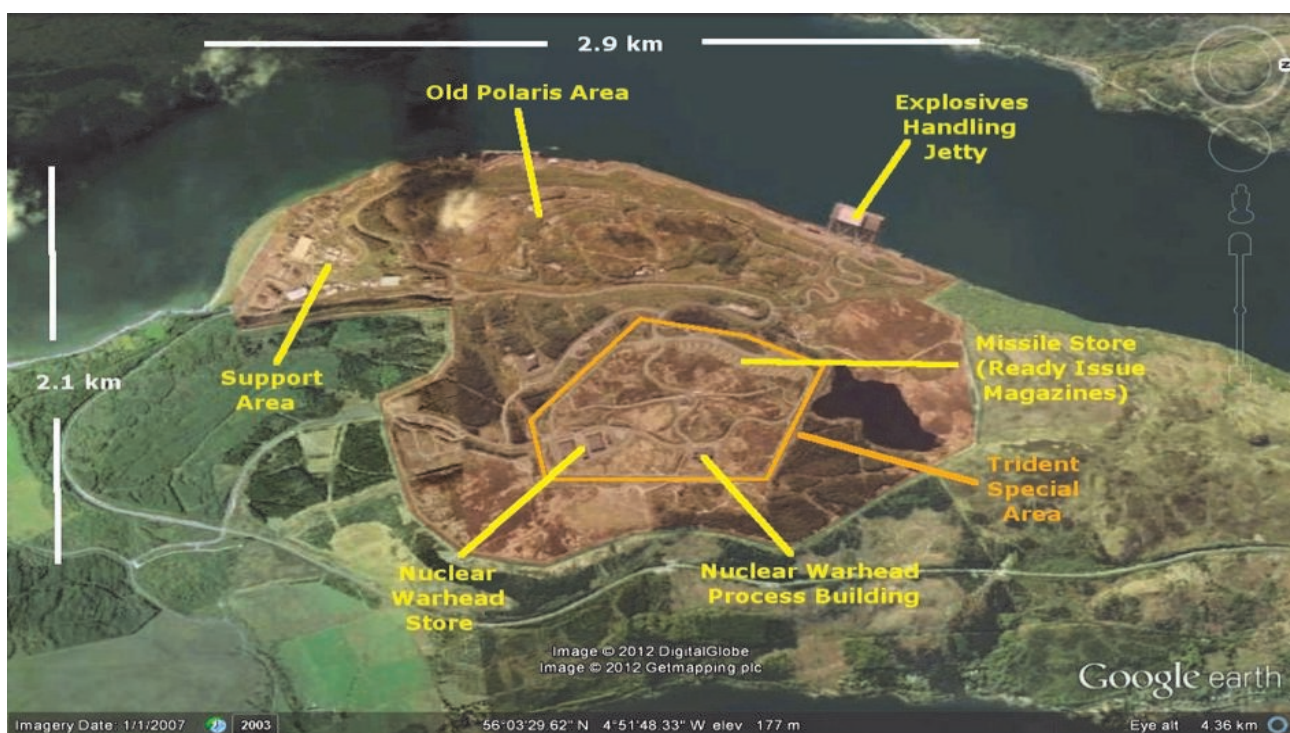 2.9 km
Old Polaris Area
Explosives
Handling
Jetty
Z
2.1 km
Support
Area
Missile Store
(Ready Issue
Magazines)
Trident
Special
Area
Nuclear
Warhead
Store
Nuclear Warhead
Process Building
Image © 2012 DigitalGlobe
Image © 2012 Getmapping plc
Google earth
Imagery Date: 1/1/2007 2003 56°03'29.62" N 4°51'48.33" W elev 177 m Eye alt 4.36 km